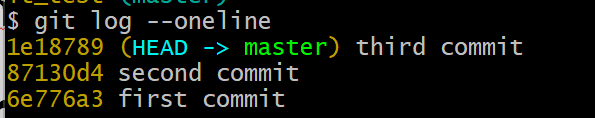 $ git log --oneline
1e18789 (HEAD -> master) third commit
87130d4 second commit
6e776a3 first commit